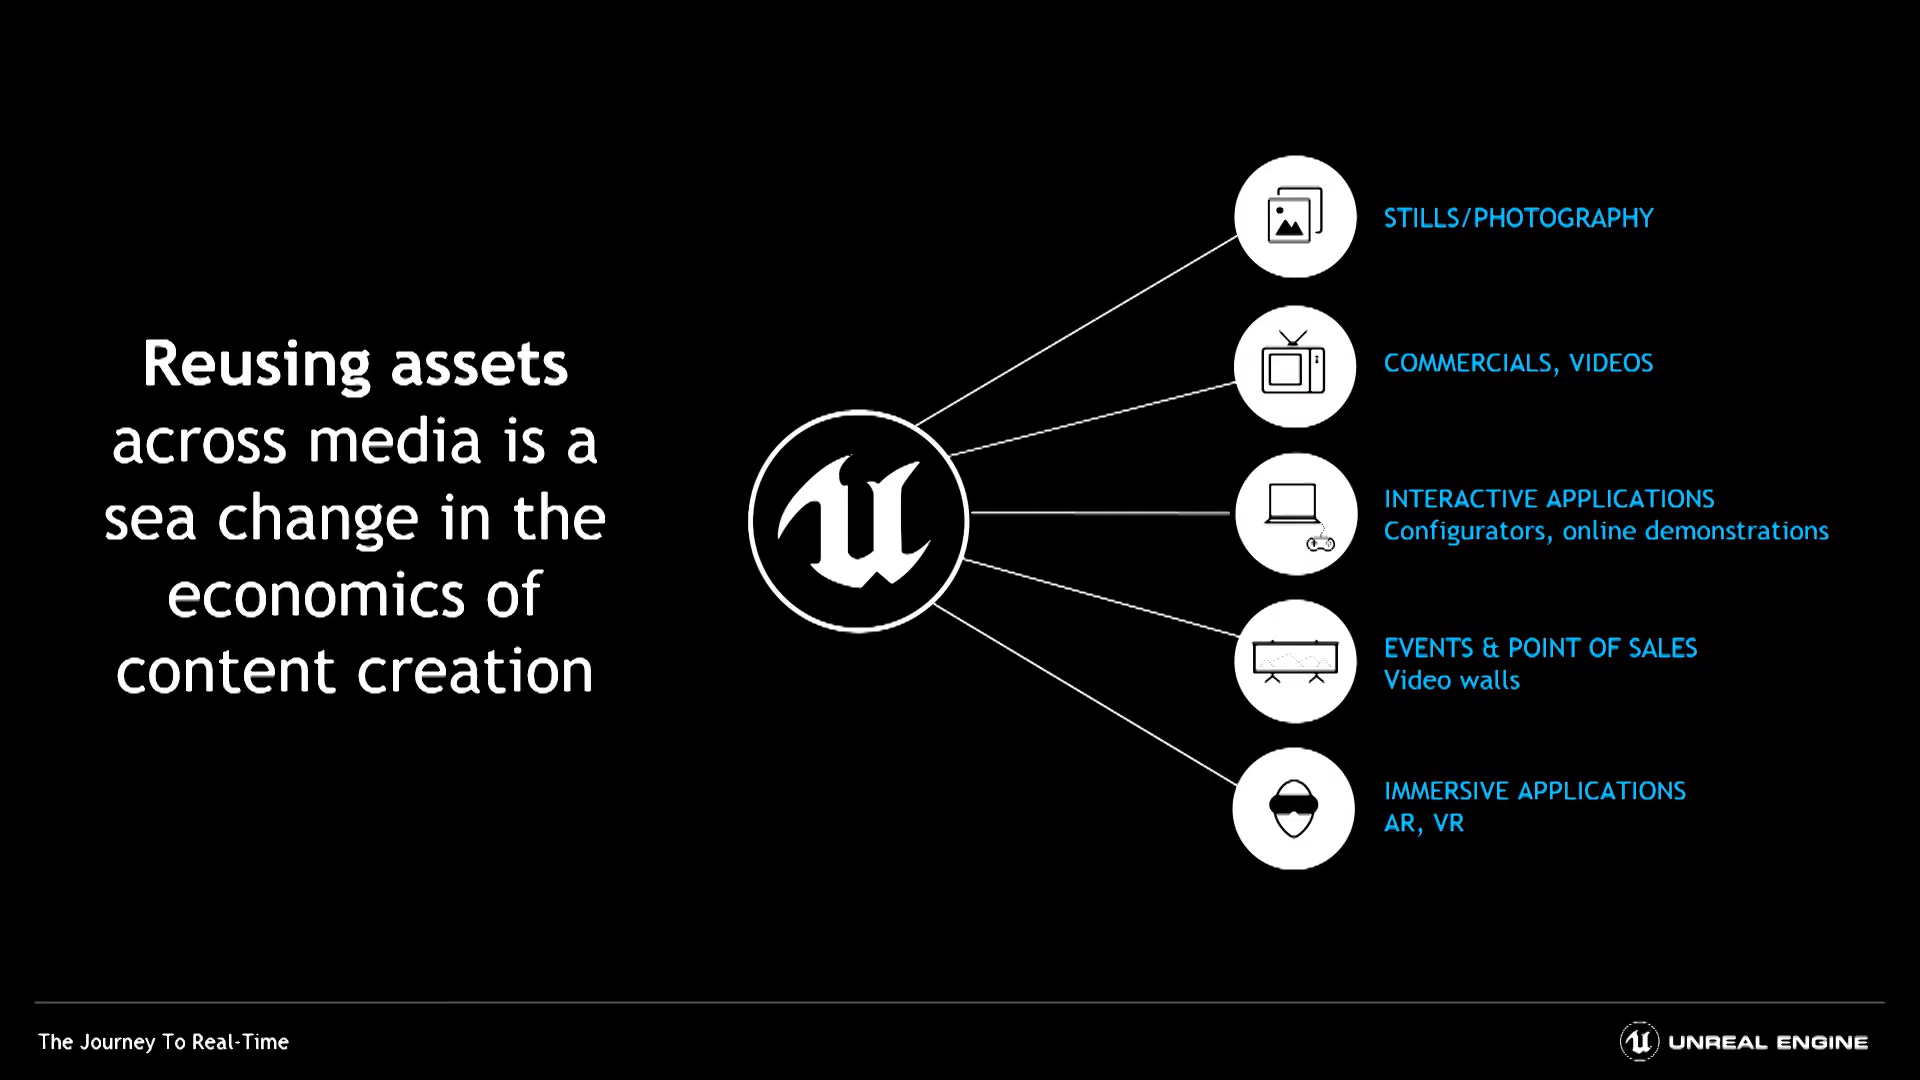 Reusing assets
across media is a
sea change in the
economics of
content creation
STILLS/PHOTOGRAPHY
COMMERCIALS, VIDEOS
INTERACTIVE APPLICATIONS
Configurators, online demonstrations
EVENTS & POINT OF SALES
Video walls
IMMERSIVE APPLICATIONS
AR, VR
The Journey To Real-Time
UNREAL ENGINE